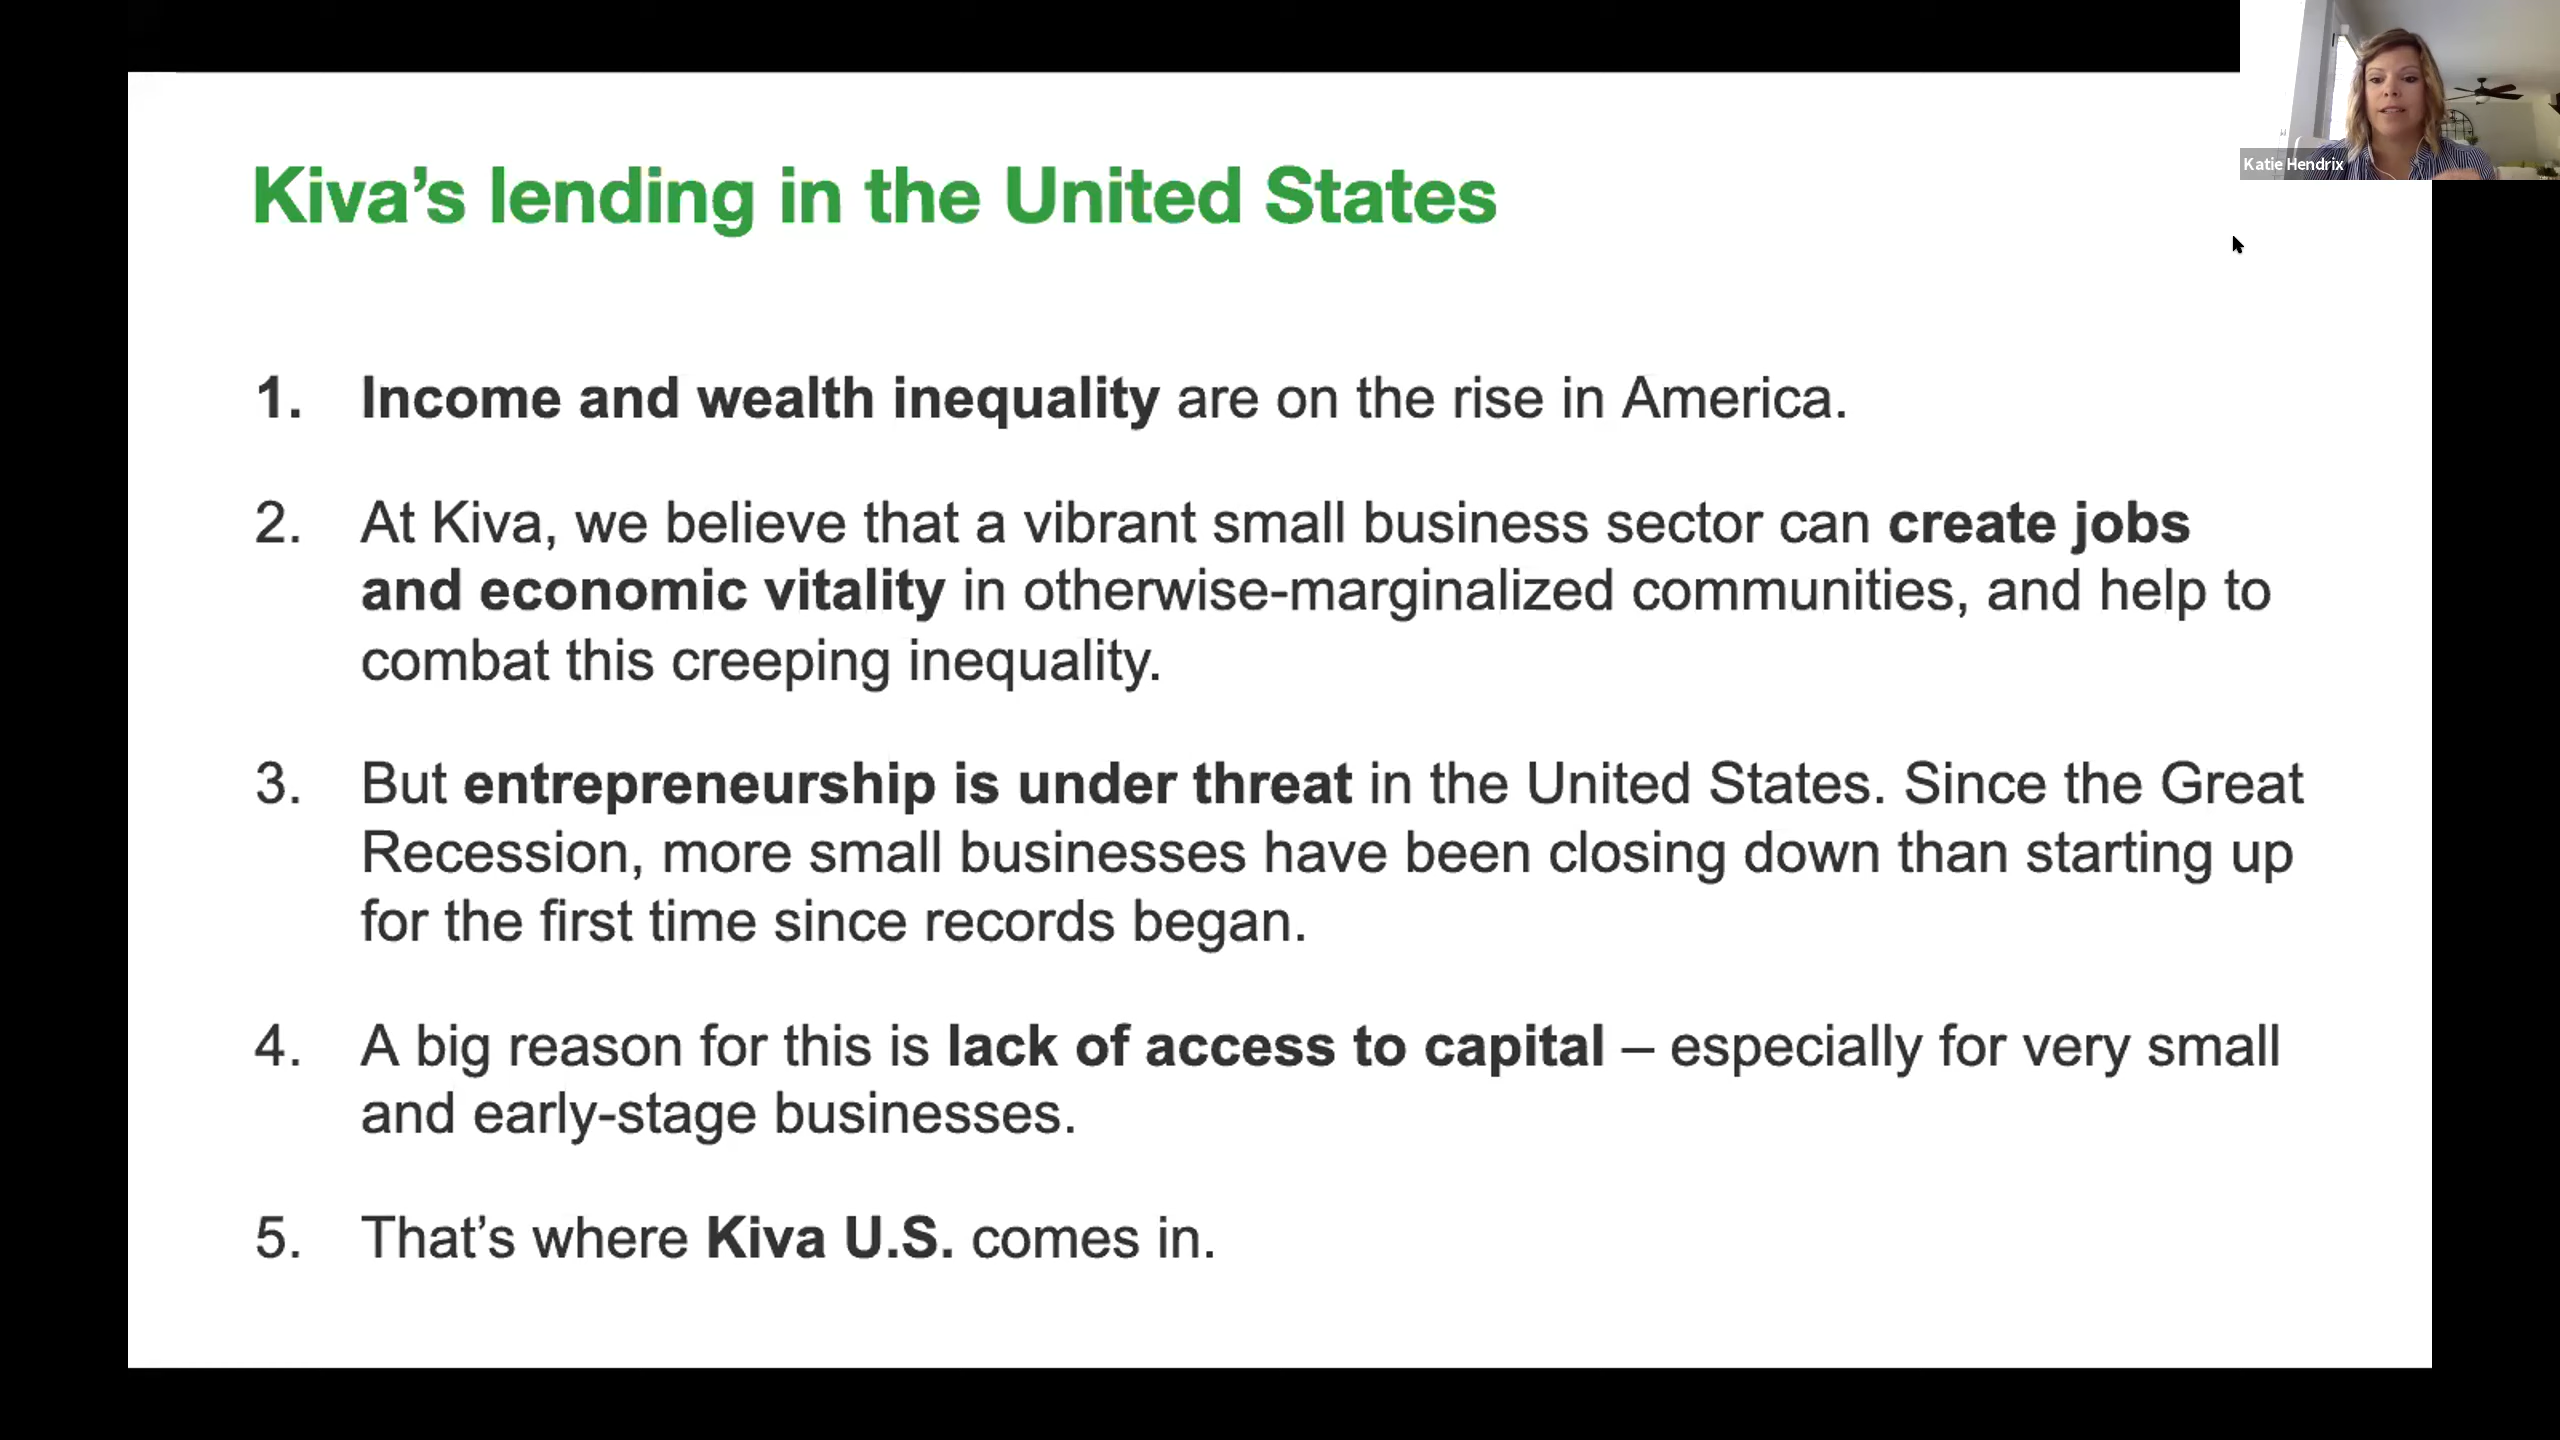 Katie Hendrix
Kiva’s lending in the United States
1. Income and wealth inequality are on the rise in America.
2. At Kiva, we believe that a vibrant small business sector can create jobs
and economic vitality in otherwise-marginalized communities, and help to
combat this creeping inequality.
3. But entrepreneurship is under threat in the United States. Since the Great
Recession, more small businesses have been closing down than starting up
for the first time since records began.
4. A big reason for this is lack of access to capital – especially for very small
and early-stage businesses.
5. That’s where Kiva U.S. comes in.